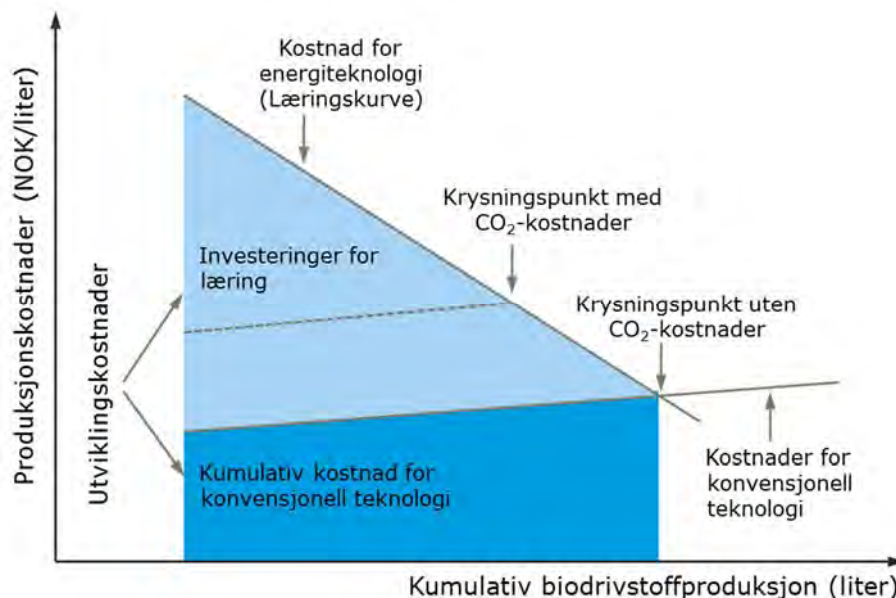 Produksjonskostnader (NOK/liter)
Utviklingskostnader
Kostnad for
energiteknologi
(Læringskurve)
Krysningspunkt med
CO₂-kostnader
Investeringer for
læring
Krysningspunkt uten
CO₂-kostnader
Kumulativ kostnad for
konvensjonell teknologi
Kostnader for
konvensjonell
teknologi
Kumulativ biodrivstoffproduksjon (liter)